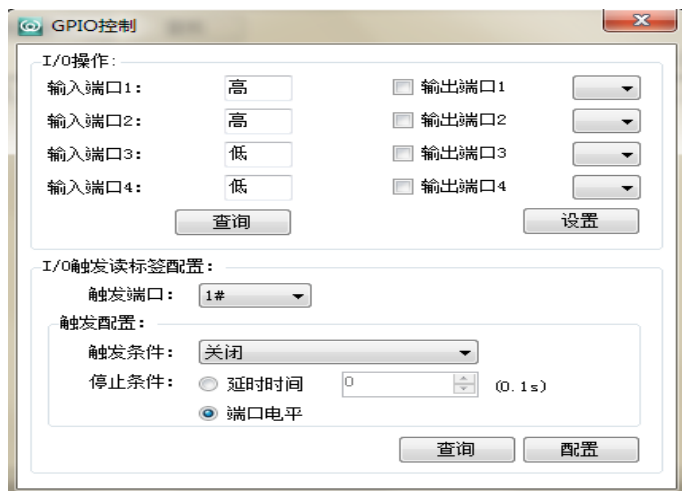 GPIO控制
I/O操作:
输入端口1: 高 输出端口1
输入端口2: 高 输出端口2
输入端口3: 低 输出端口3
输入端口4: 低 输出端口4
查询 设置
I/O触发读标签配置:
触发端口: 1#
触发配置:
触发条件: 关闭
停止条件: 延时时间 0 (0.1s)
端口电平
查询 配置